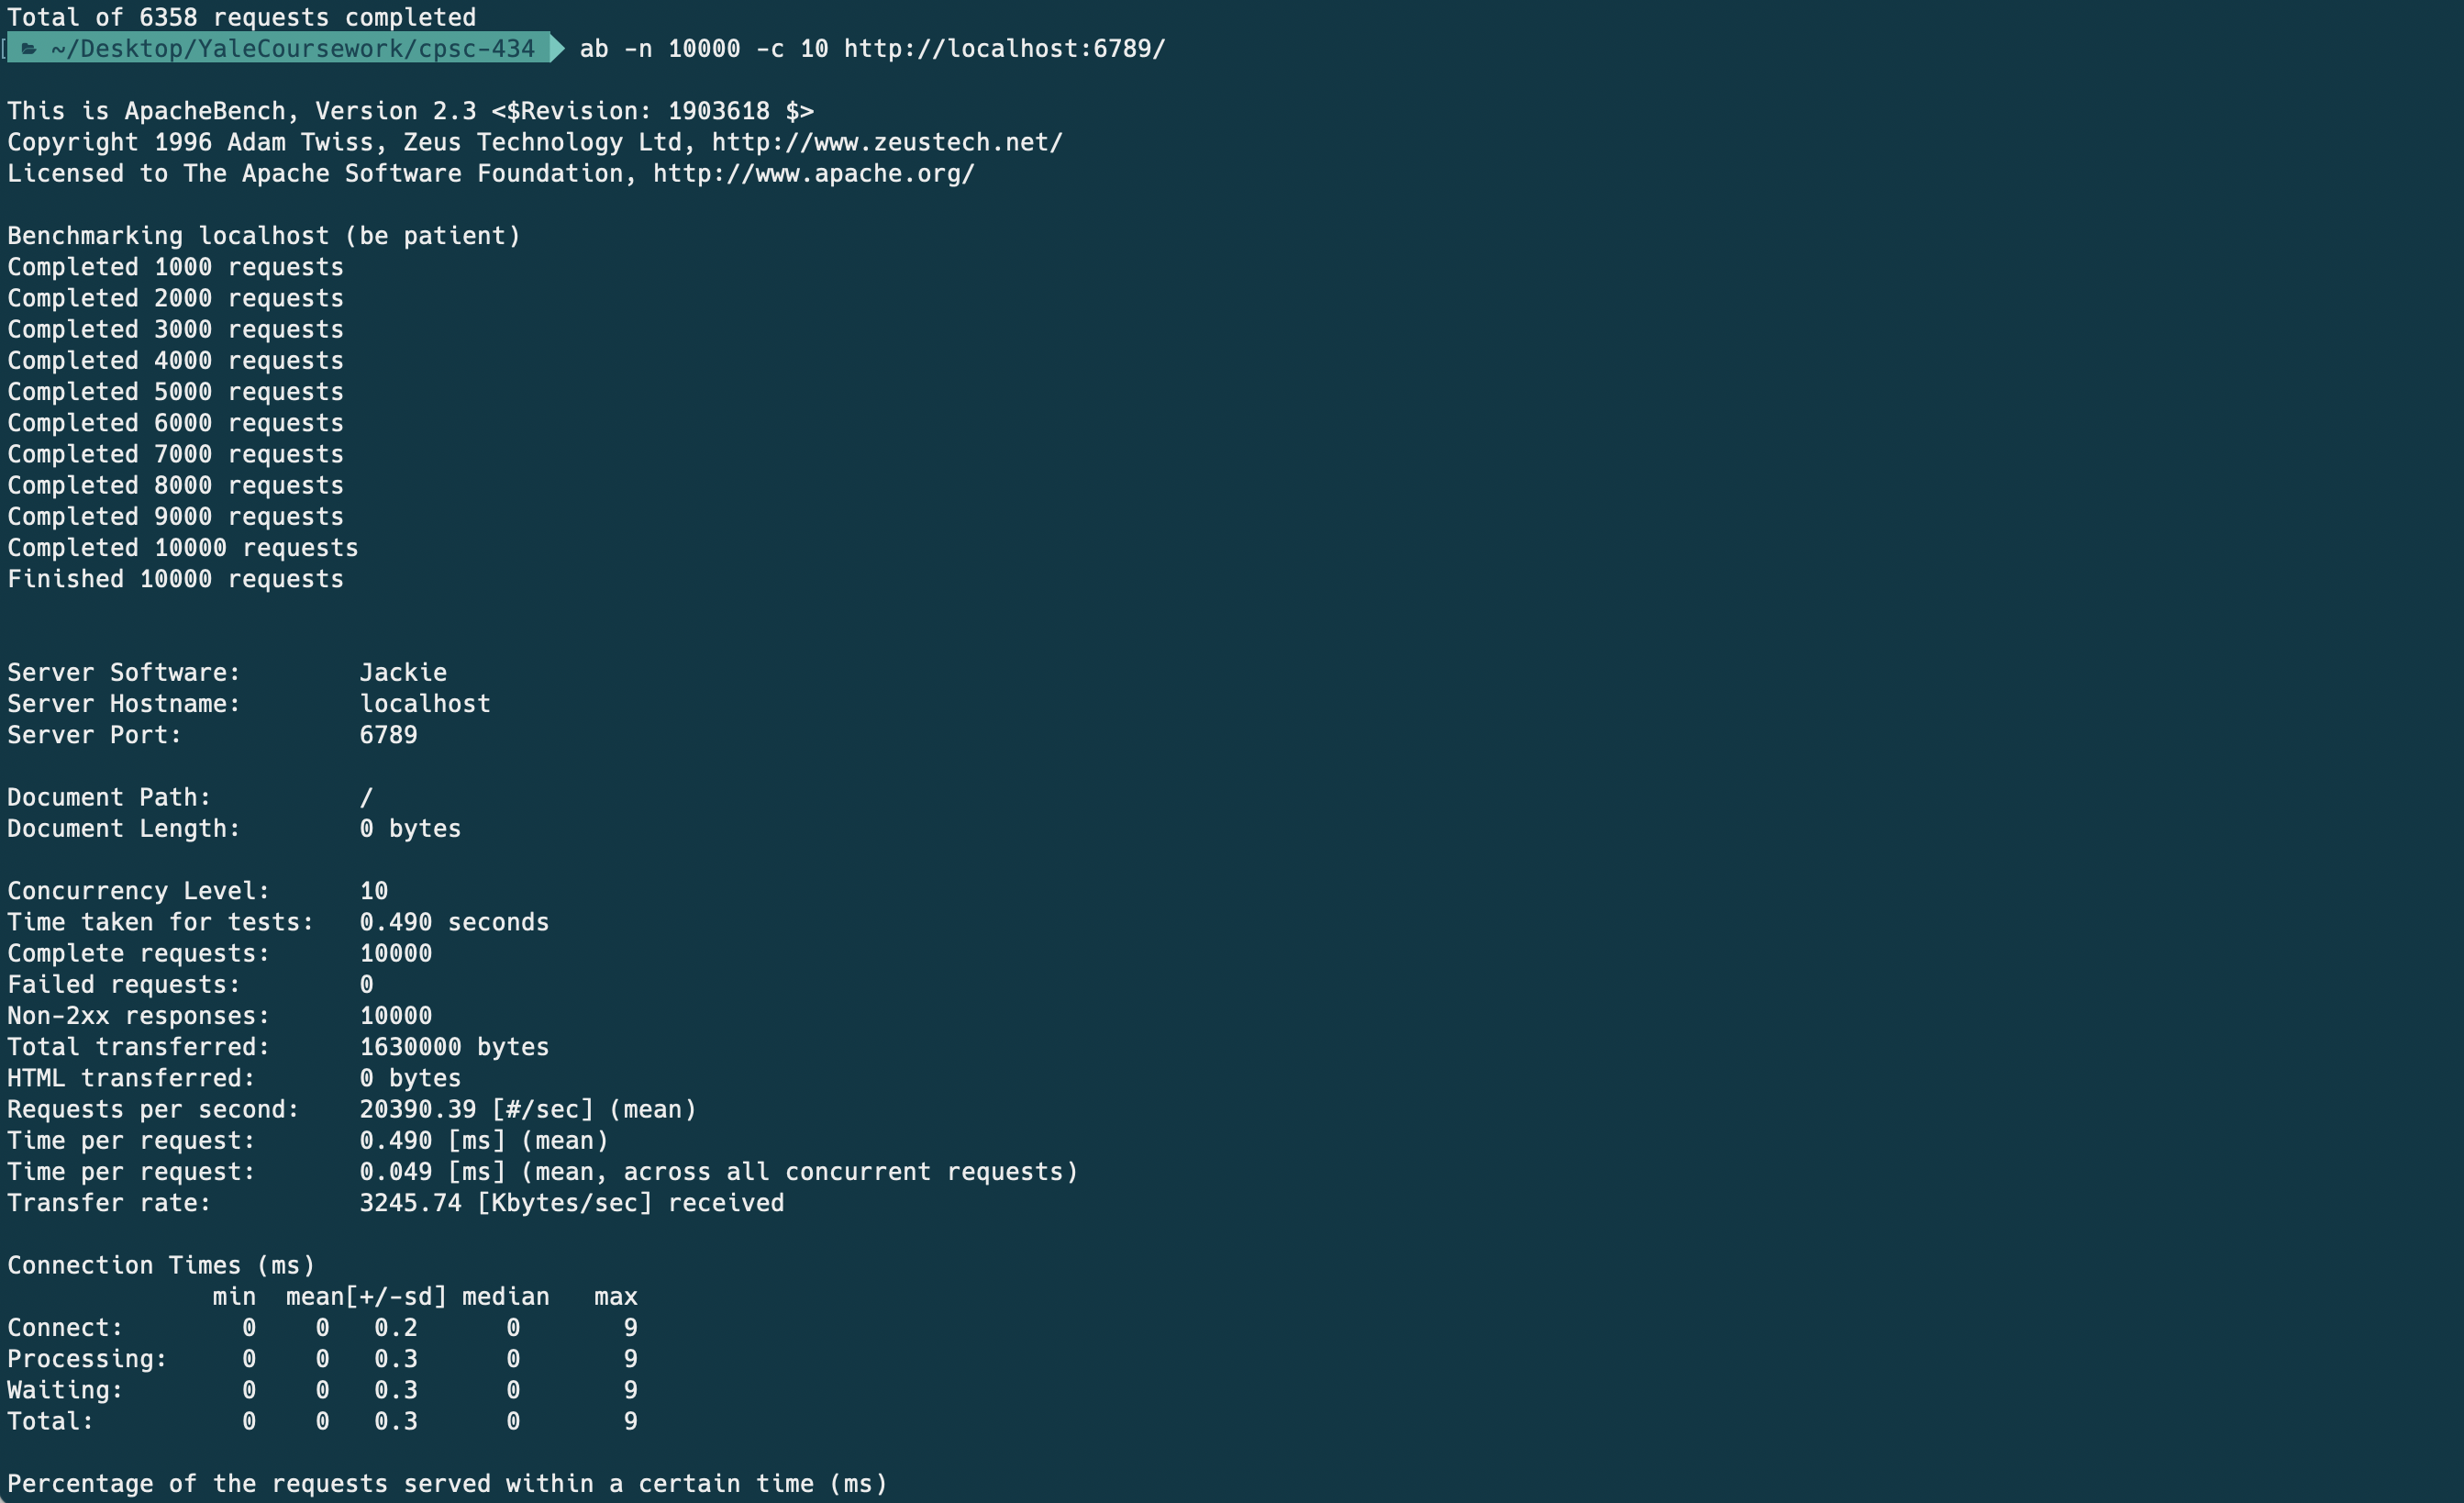 Total of 6358 requests completed
~/Desktop/YaleCoursework/cpsc-434 ab -n 10000 -c 10 http://localhost:6789/
This is ApacheBench, Version 2.3 <$Revision: 1903618 $>
Copyright 1996 Adam Twiss, Zeus Technology Ltd, http://www.zeustech.net/
Licensed to The Apache Software Foundation, http://www.apache.org/
Benchmarking localhost (be patient)
Completed 1000 requests
Completed 2000 requests
Completed 3000 requests
Completed 4000 requests
Completed 5000 requests
Completed 6000 requests
Completed 7000 requests
Completed 8000 requests
Completed 9000 requests
Completed 10000 requests
Finished 10000 requests
Server Software: Jackie
Server Hostname: localhost
Server Port: 6789
Document Path: /
Document Length: 0 bytes
Concurrency Level: 10
Time taken for tests: 0.490 seconds
Complete requests: 10000
Failed requests: 0
Non-2xx responses: 10000
Total transferred: 1630000 bytes
HTML transferred: 0 bytes
Requests per second: 20390.39 [#/sec] (mean)
Time per request: 0.490 [ms] (mean)
Time per request: 0.049 [ms] (mean, across all concurrent requests)
Transfer rate: 3245.74 [Kbytes/sec] received
Connection Times (ms)
min mean[+/-sd] median max
Connect: 0 0 0.2 0 9
Processing: 0 0 0.3 0 9
Waiting: 0 0 0.3 0 9
Total: 0 0 0.3 0 9
Percentage of the requests served within a certain time (ms)